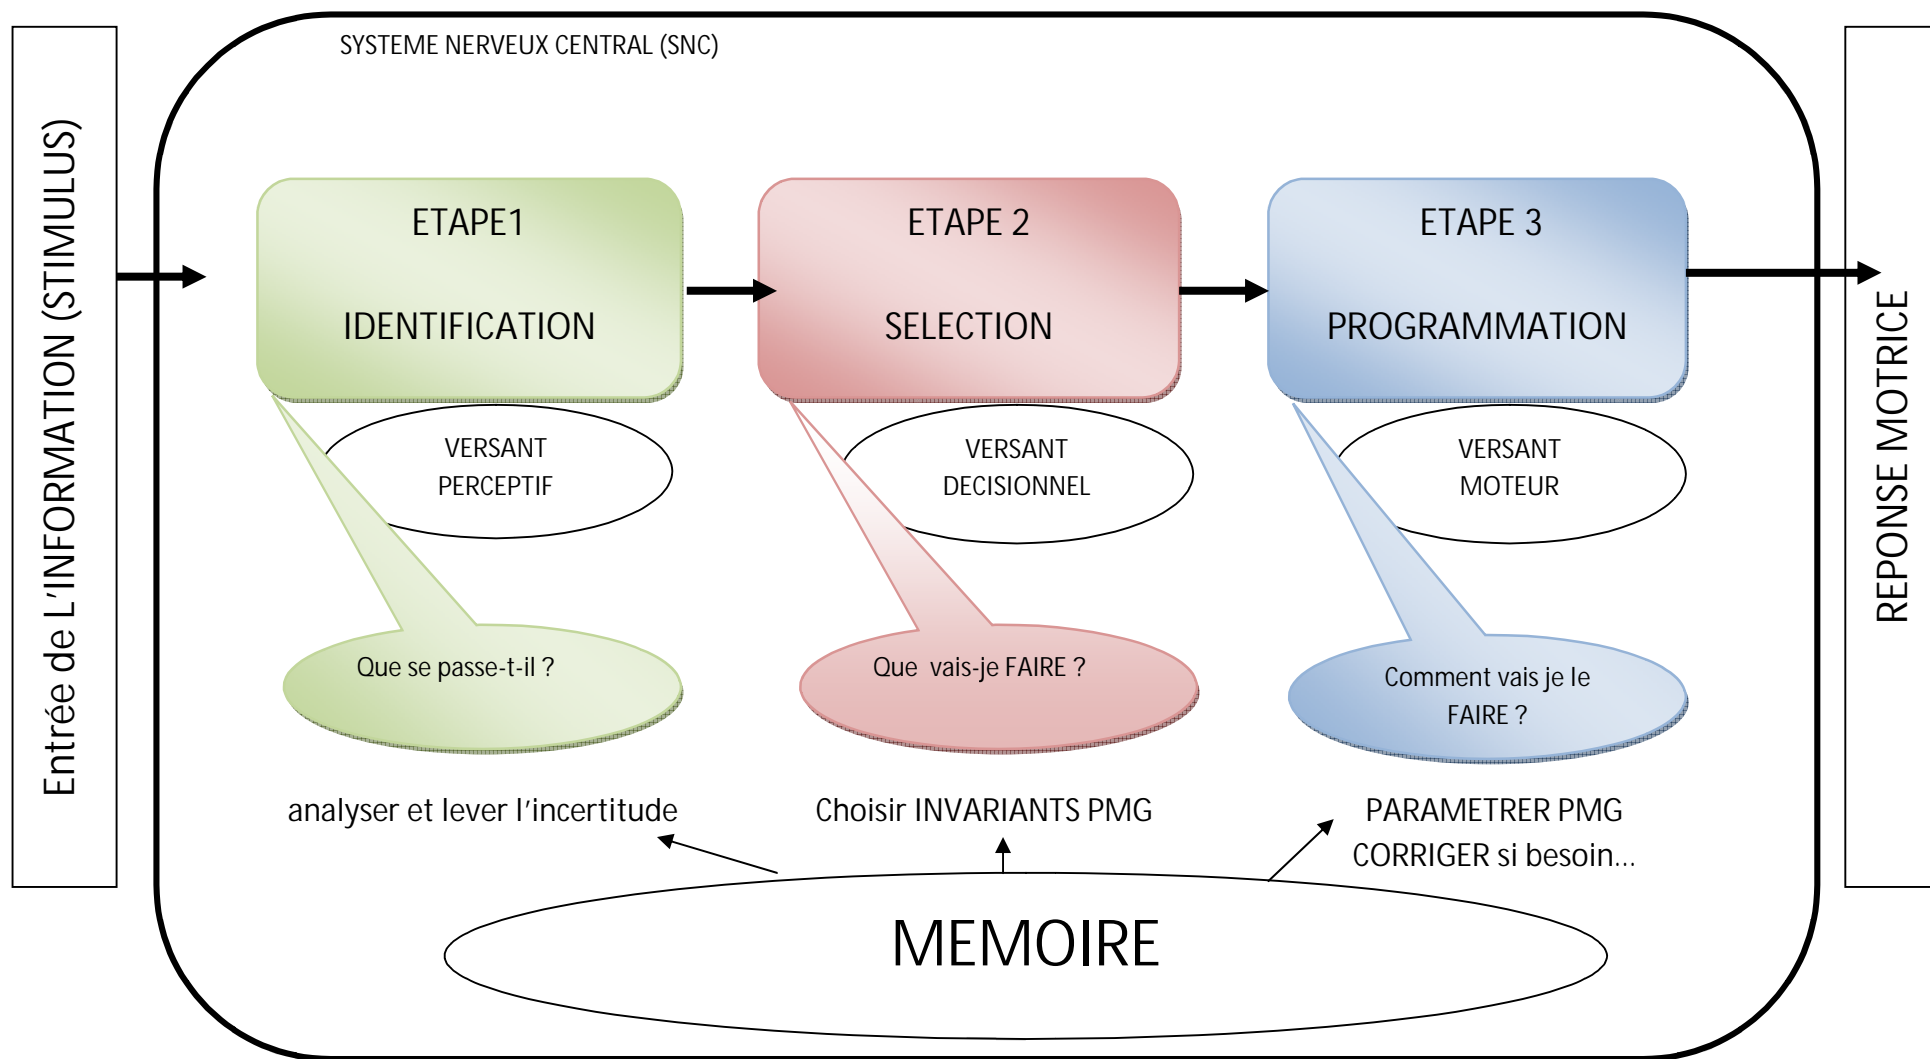 SYSTEME NERVEUX CENTRAL (SNC)
Entrée de L'INFORMATION (STIMULUS)
ETAPE1
IDENTIFICATION
VERSANT
PERCEPTIF
Que se passe-t-il ?
analyser et lever l'incertitude
ETAPE 2
SELECTION
VERSANT
DECISIONNEL
Que vais-je FAIRE ?
Choisir INVARIANTS PMG
ETAPE 3
PROGRAMMATION
VERSANT
MOTEUR
Comment vais je le
FAIRE ?
PARAMETRER PMG
CORRIGER si besoin...
MEMOIRE
REPONSE MOTRICE